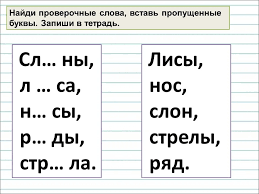 Найди проверочные слова, вставь пропущенные
буквы. Запиши в тетрадь.
Сл… ны,
л … са,
н… сы,
р… ды,
стр… ла.
Лисы,
нос,
слон,
стрелы,
ряд.